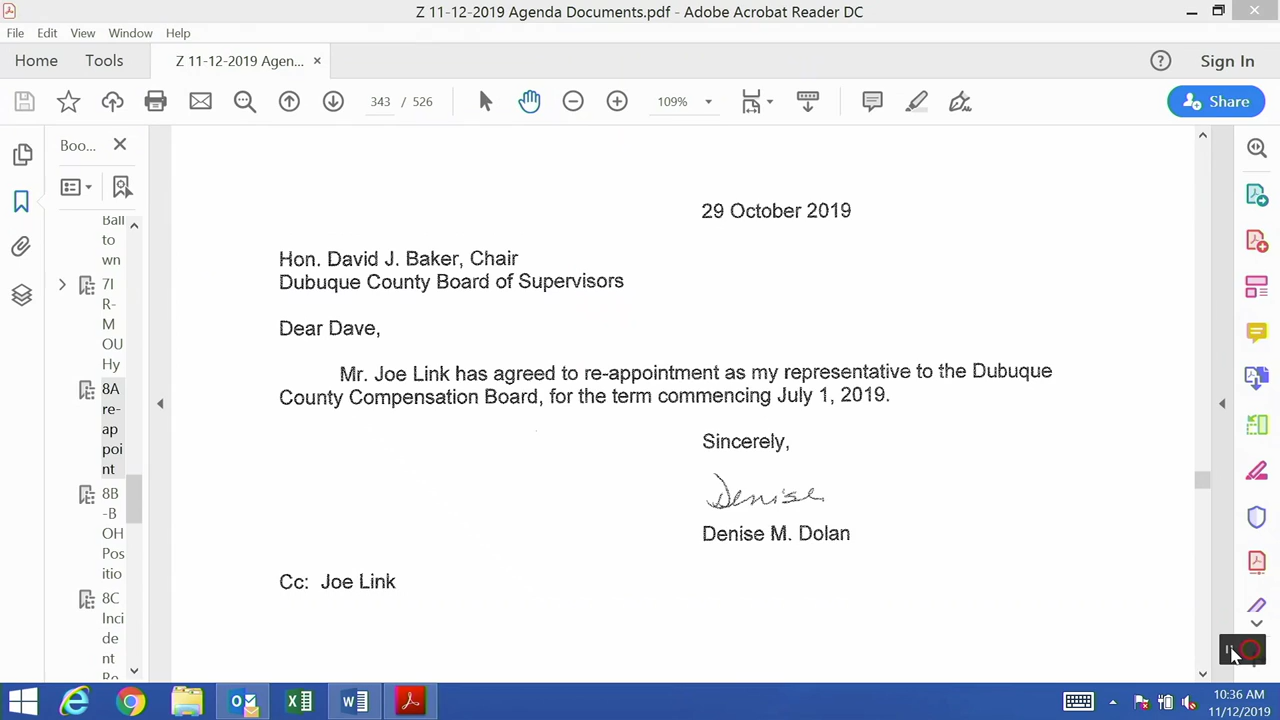 Z 11-12-2019 Agenda Documents.pdf - Adobe Acrobat Reader DC
File Edit View Window Help
Home Tools Z 11-12-2019 Agen... × Sign In
343 / 526 109% Share
Boo...
Ball
to
wn
7I
R-
M
OU
Hy
8A
re-
ap
poi
nt
8B
-B
OH
Pos
itio
8C
Inci
de
nt
29 October 2019
Hon. David J. Baker, Chair
Dubuque County Board of Supervisors
Dear Dave,
Mr. Joe Link has agreed to re-appointment as my representative to the Dubuque
County Compensation Board, for the term commencing July 1, 2019.
Sincerely,
Denise
Denise M. Dolan
Cc: Joe Link
10:36 AM
11/12/2019